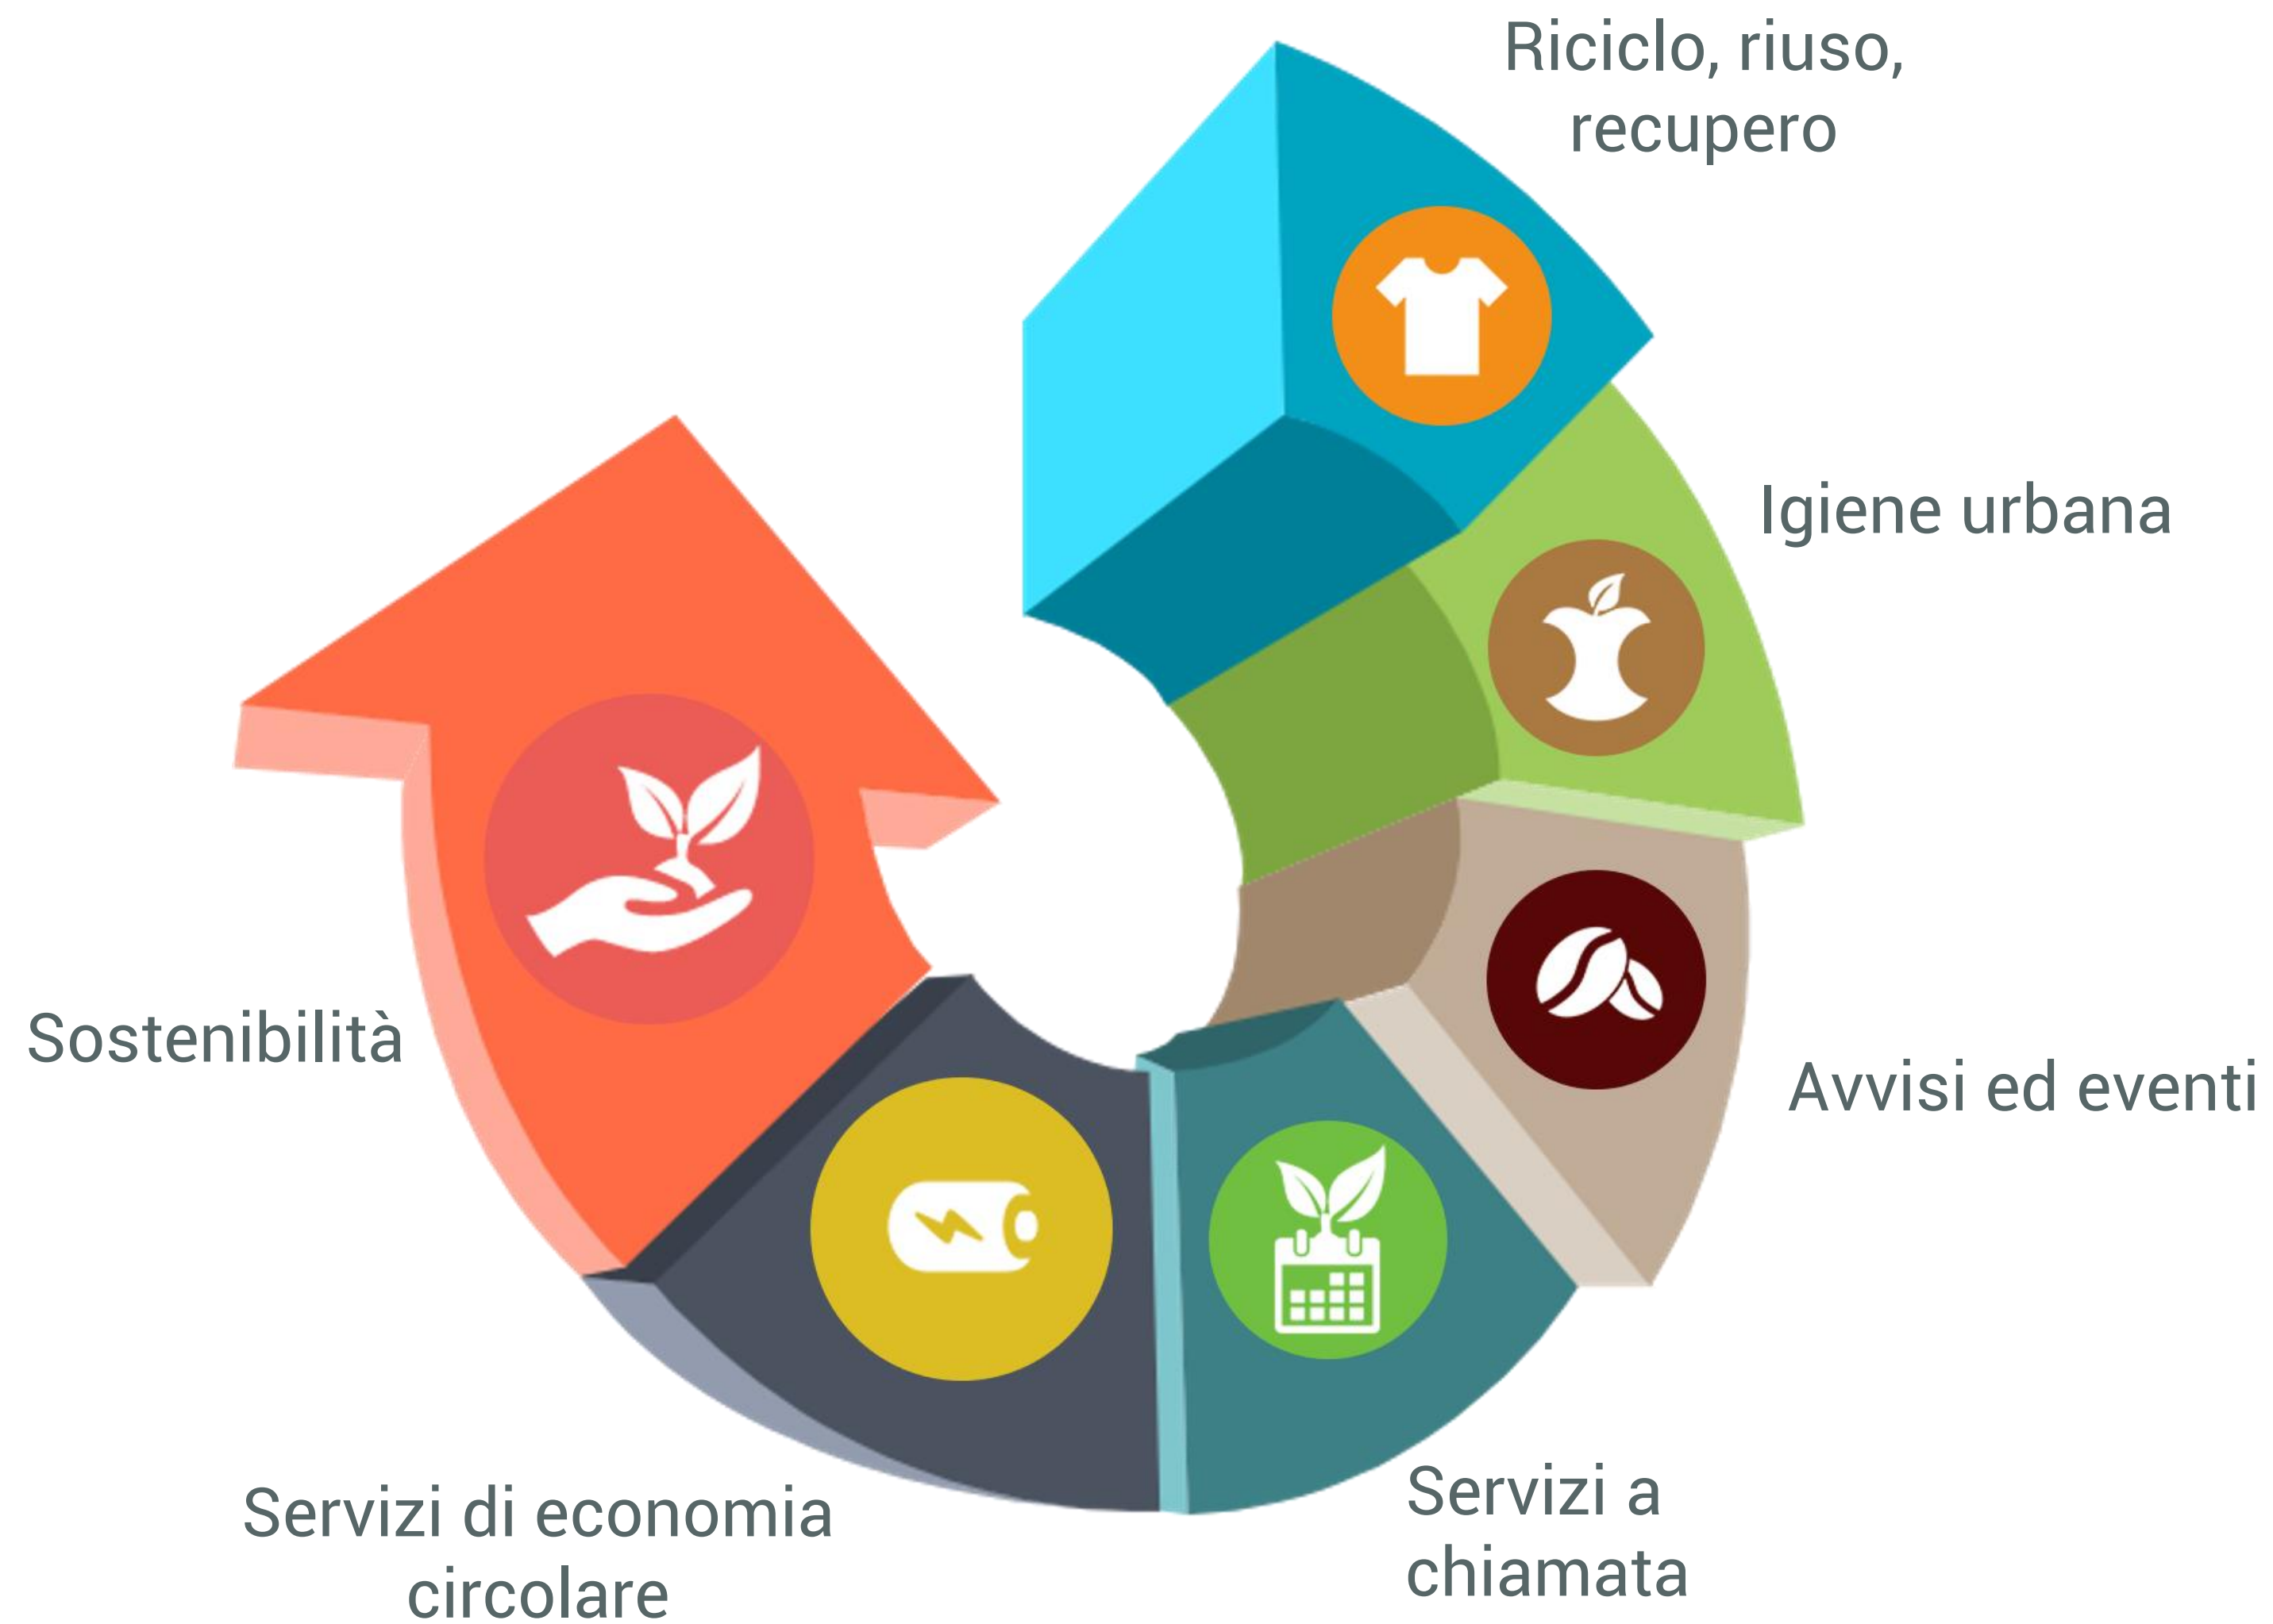 Riciclo, riuso,
recupero
Igiene urbana
Avvisi ed eventi
Servizi a
chiamata
Servizi di economia
circolare
Sostenibilità